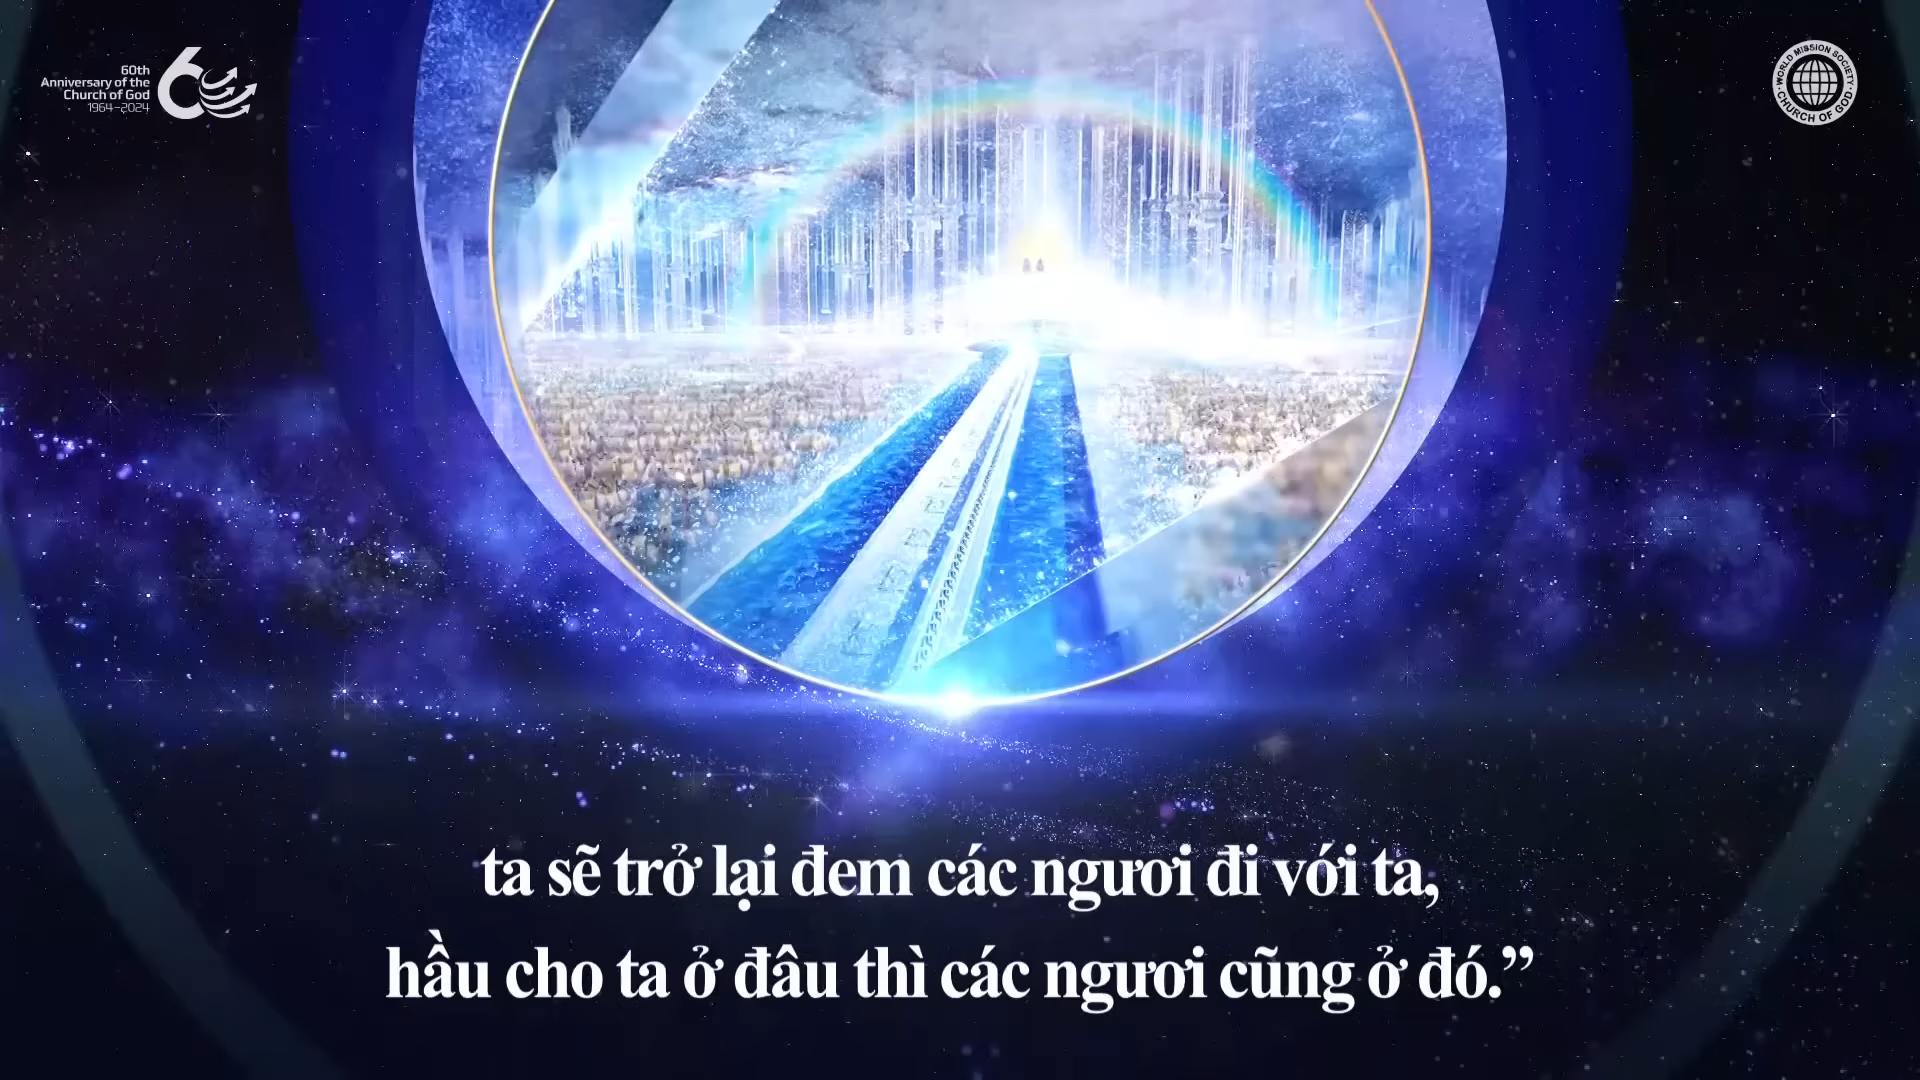 60th
Anniversary of the
Church of God
1964-2024
60
WORLD MISSION SOCIETY
CHURCH OF GOD
ta sẽ trở lại đem các ngươi đi với ta,
hầu cho ta ở đâu thì các ngươi cũng ở đó.”